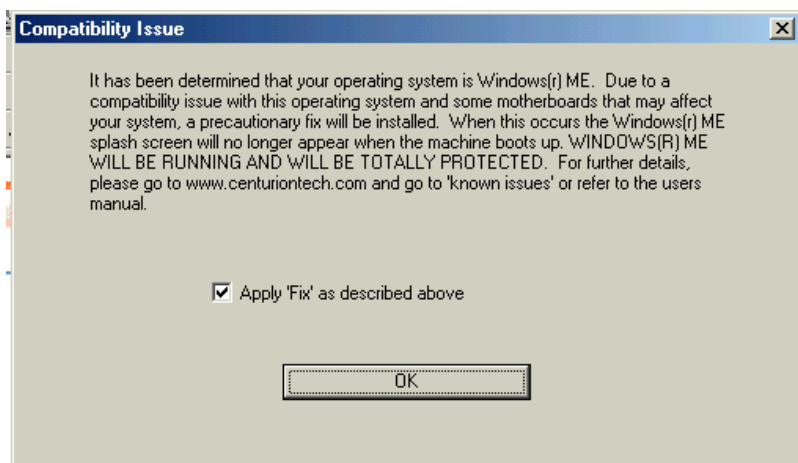 Compatibility Issue
It has been determined that your operating system is Windows(r) ME.  Due to a
compatibility issue with this operating system and some motherboards that may affect
your system, a precautionary fix will be installed.  When this occurs the Windows(r) ME
splash screen will no longer appear when the machine boots up. WINDOWS(R) ME
WILL BE RUNNING AND WILL BE TOTALLY PROTECTED.  For further details,
please go to www.centuriontech.com and go to 'known issues' or refer to the users
manual.
Apply 'Fix' as described above
OK